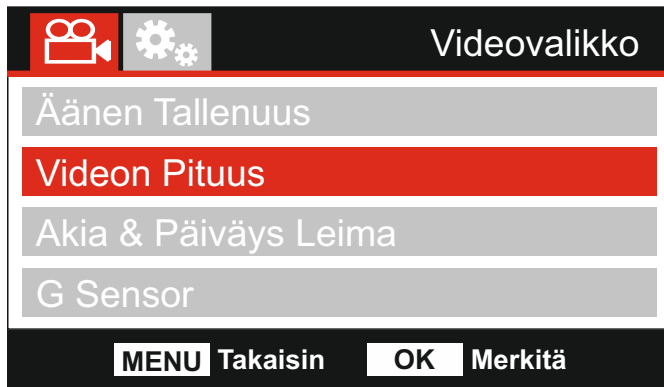 Videovalikko
Äänen Tallenuus
Videon Pituus
Akia & Päiväys Leima
G Sensor
MENU Takaisin OK Merkitä